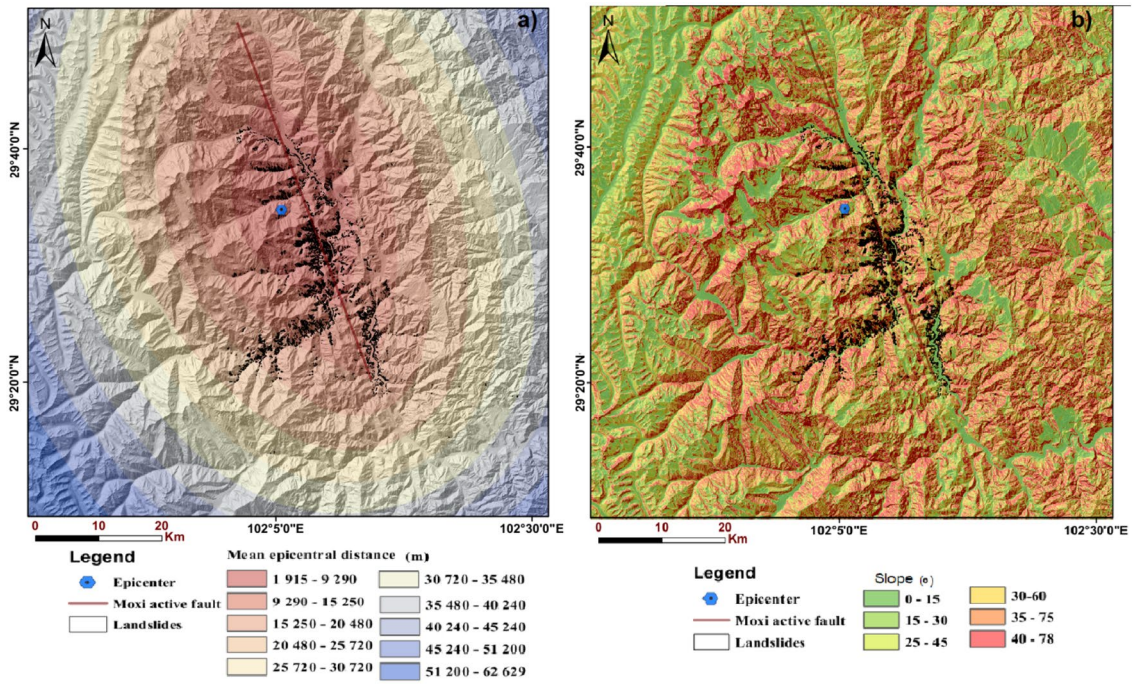 a)
N
29°40'0"N
29°20'0"N
102°5'0"E
102°30'0"E
0 10 20
Km
Legend
Epicenter
Moxi active fault
Landslides
Mean epicentral distance (m)
1 915 – 9 290
9 290 – 15 250
15 250 – 20 480
20 480 – 25 720
25 720 – 30 720
30 720 – 35 480
35 480 – 40 240
40 240 – 45 240
45 240 – 51 200
51 200 – 62 629
b)
N
29°40'0"N
29°20'0"N
102°5'0"E
102°30'0"E
0 10 20
Km
Legend
Epicenter
Moxi active fault
Landslides
Slope (°)
0 - 15
15 - 30
25 - 45
30-60
35 - 75
40 - 78